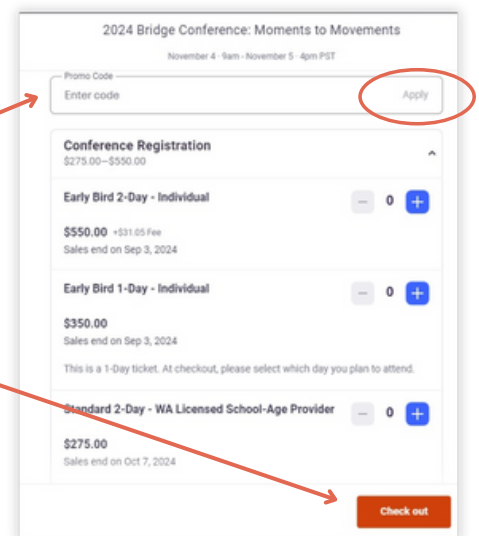 2024 Bridge Conference: Moments to Movements
November 4 · 9am - November 5 · 4pm PST
Promo Code
Enter code
Apply
Conference Registration
$275.00–$550.00
Early Bird 2-Day - Individual
0
$550.00 +$31.05 Fee
Sales end on Sep 3, 2024
Early Bird 1-Day - Individual
0
$350.00
Sales end on Sep 3, 2024
This is a 1-Day ticket. At checkout, please select which day you plan to attend.
Standard 2-Day - WA Licensed School-Age Provider
0
$275.00
Sales end on Oct 7, 2024
Check out